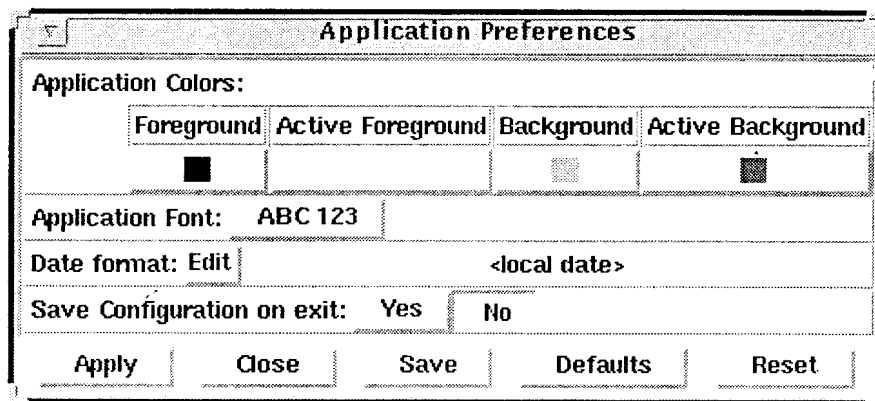 Application Preferences
Application Colors:
Foreground Active Foreground Background Active Background
Application Font: ABC 123
Date format: Edit <local date>
Save Configuration on exit: Yes No
Apply Close Save Defaults Reset